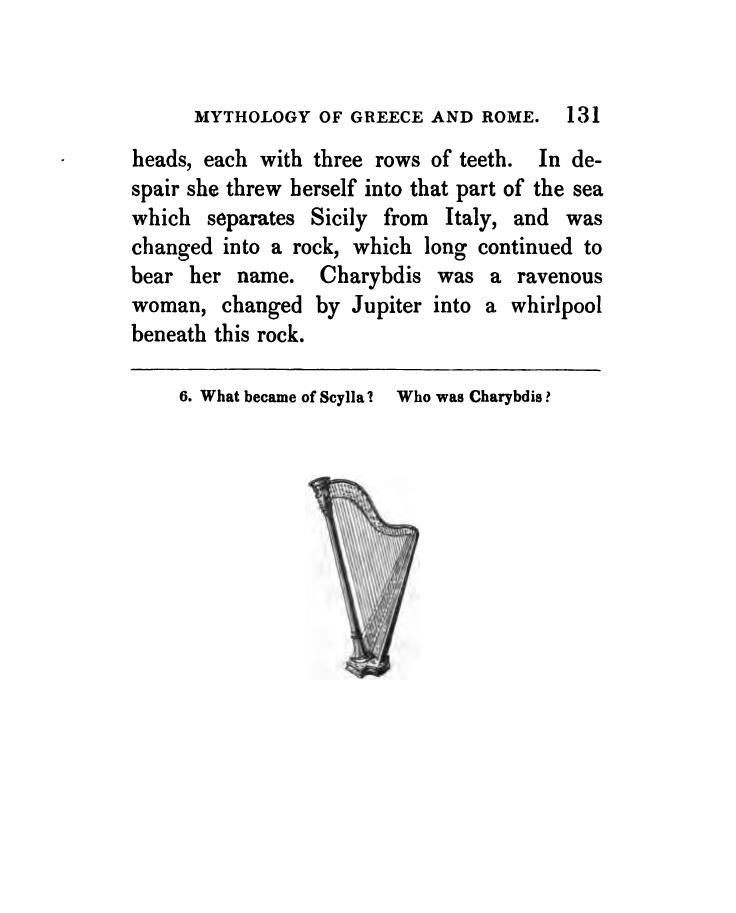 MYTHOLOGY OF GREECE AND ROME. 131
heads, each with three rows of teeth. In de-
spair she threw herself into that part of the sea
which separates Sicily from Italy, and was
changed into a rock, which long continued to
bear her name. Charybdis was a ravenous
woman, changed by Jupiter into a whirlpool
beneath this rock.
6. What became of Scylla? Who was Charybdis?